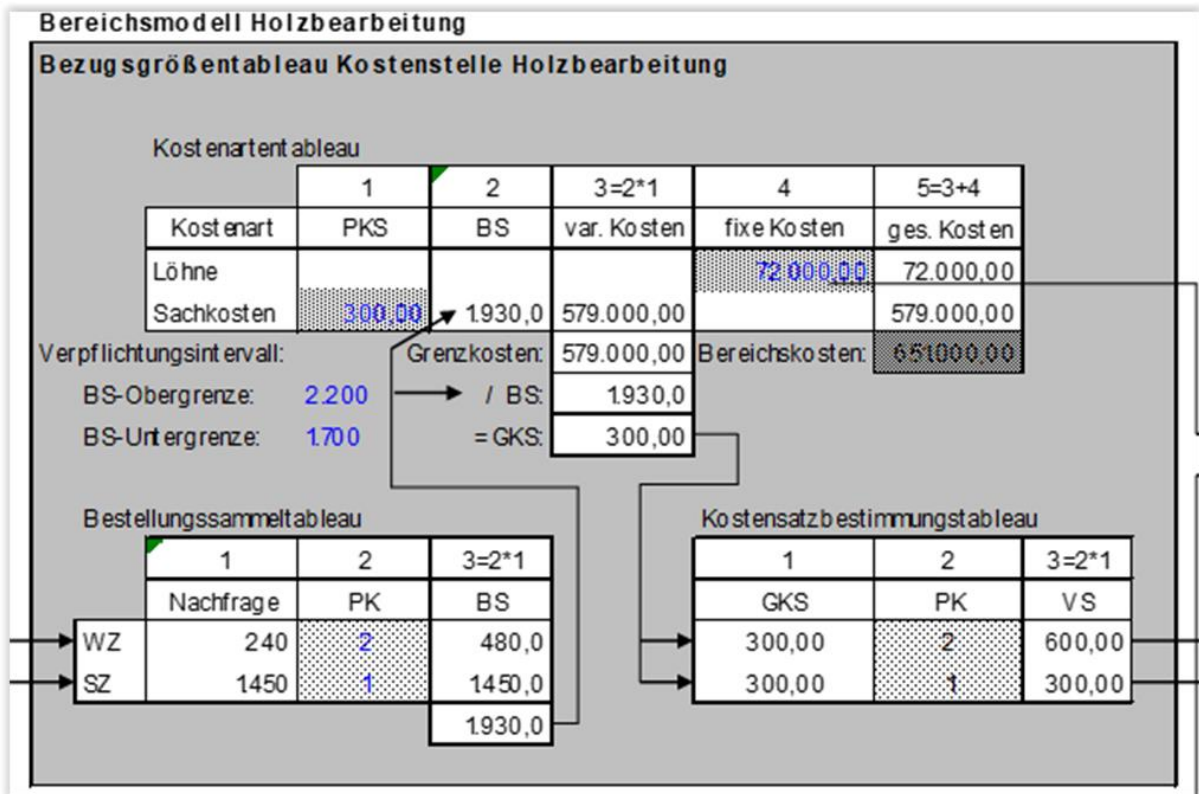 Bereichsmodell Holzbearbeitung
Bezugsgrößentableau Kostenstelle Holzbearbeitung
Kostenartentableau
1 2 3=2*1 4 5=3+4
Kostenart PKS BS var. Kosten fixe Kosten ges. Kosten
Löhne 72.000,00 72.000,00
Sachkosten 300,00 1.930,0 579.000,00 579.000,00
Verpflichtungsintervall: Grenzkosten: 579.000,00 Bereichskosten: 651.000,00
BS-Obergrenze: 2.200 / BS: 1.930,0
BS-Untergrenze: 1.700 = GKS: 300,00
Bestellungssammeltableau Kostensatzbestimmungstableau
1 2 3=2*1 1 2 3=2*1
Nachfrage PK BS GKS PK VS
WZ 240 2 480,0 300,00 2 600,00
SZ 1450 1 1.450,0 300,00 1 300,00
1.930,0